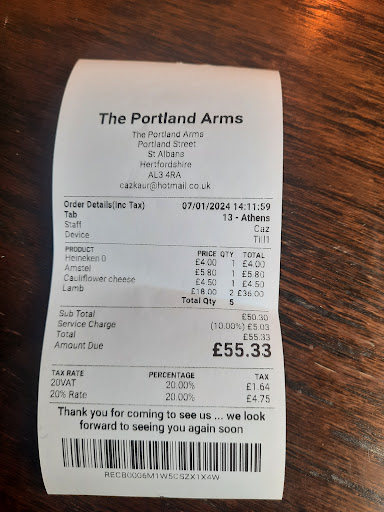 The Portland Arms
The Portland Arms
Portland Street
St Albans
Hertfordshire
AL3 4RA
cazkaur@hotmail.co.uk
Order Details(Inc Tax) 07/01/2024 14:11:59
Tab 13 - Athens
Staff Caz
Device Till1
PRODUCT PRICE QTY TOTAL
Heineken 0 £4.00 1 £4.00
Amstel £5.80 1 £5.80
Cauliflower cheese £4.50 1 £4.50
Lamb £18.00 2 £36.00
Total Qty 5
Sub Total £50.30
Service Charge (10.00%) £5.03
Total £55.33
Amount Due £55.33
TAX RATE PERCENTAGE TAX
20VAT 20.00% £1.64
20% Rate 20.00% £4.75
Thank you for coming to see us ... we look
forward to seeing you again soon
RECB0006M1W5CSZX1X4W